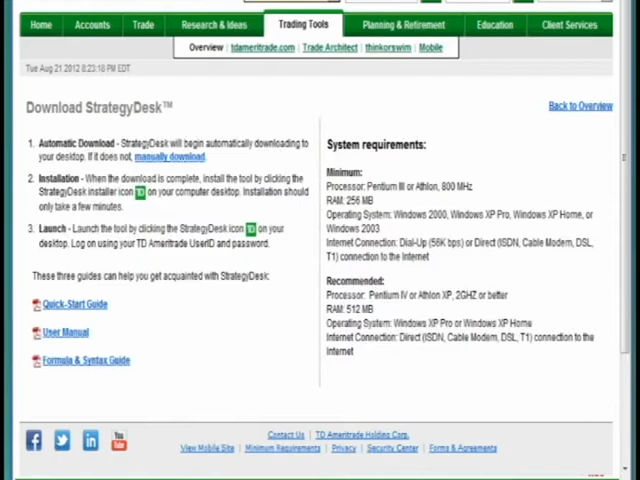 Home Accounts Trade Research & Ideas Trading Tools Planning & Retirement Education Client Services
Overview | tdameritrade.com | Trade Architect | thinkorswim | Mobile
Tue Aug 21 2012 8:23:18 PM EDT
Download StrategyDesk™
Back to Overview
1. Automatic Download - StrategyDesk will begin automatically downloading to
your desktop. If it does not, manually download.
2. Installation - When the download is complete, install the tool by clicking the
StrategyDesk installer icon TD on your computer desktop. Installation should
only take a few minutes.
3. Launch - Launch the tool by clicking the StrategyDesk icon TD on your
desktop. Log on using your TD Ameritrade UserID and password.
These three guides can help you get acquainted with StrategyDesk:
Quick-Start Guide
User Manual
Formula & Syntax Guide
System requirements:
Minimum:
Processor: Pentium III or Athlon, 800 MHz
RAM: 256 MB
Operating System: Windows 2000, Windows XP Pro, Windows XP Home, or
Windows 2003
Internet Connection: Dial-Up (56K bps) or Direct (ISDN, Cable Modem, DSL,
T1) connection to the Internet
Recommended:
Processor: Pentium IV or Athlon XP, 2GHZ or better
RAM: 512 MB
Operating System: Windows XP Pro or Windows XP Home
Internet Connection: Direct (ISDN, Cable Modem, DSL, T1) connection to the
Internet
f in You Tube
Contact Us | TD Ameritrade Holding Corp.
View Mobile Site | Minimum Requirements | Privacy | Security Center | Forms & Agreements